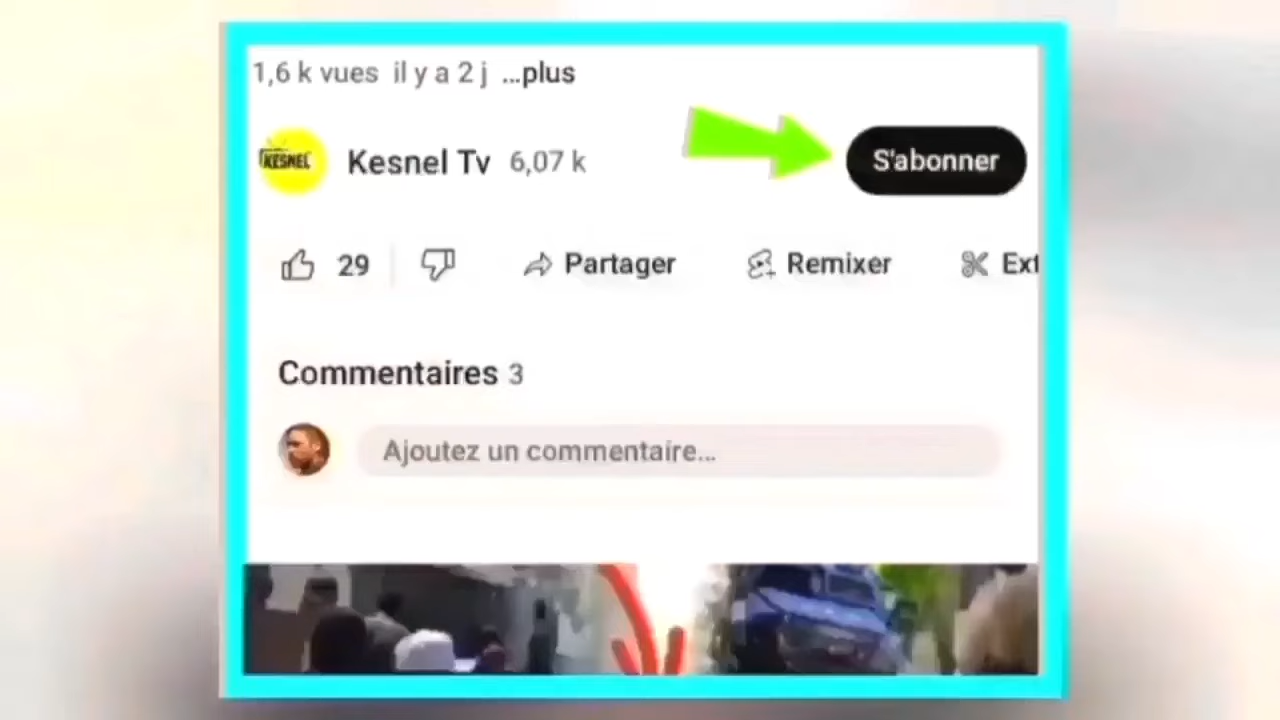 1,6 k vues il y a 2 j ...plus
KESNEL
Kesnel Tv 6,07 k
S'abonner
29
Partager
Remixer
Ext
Commentaires 3
Ajoutez un commentaire...